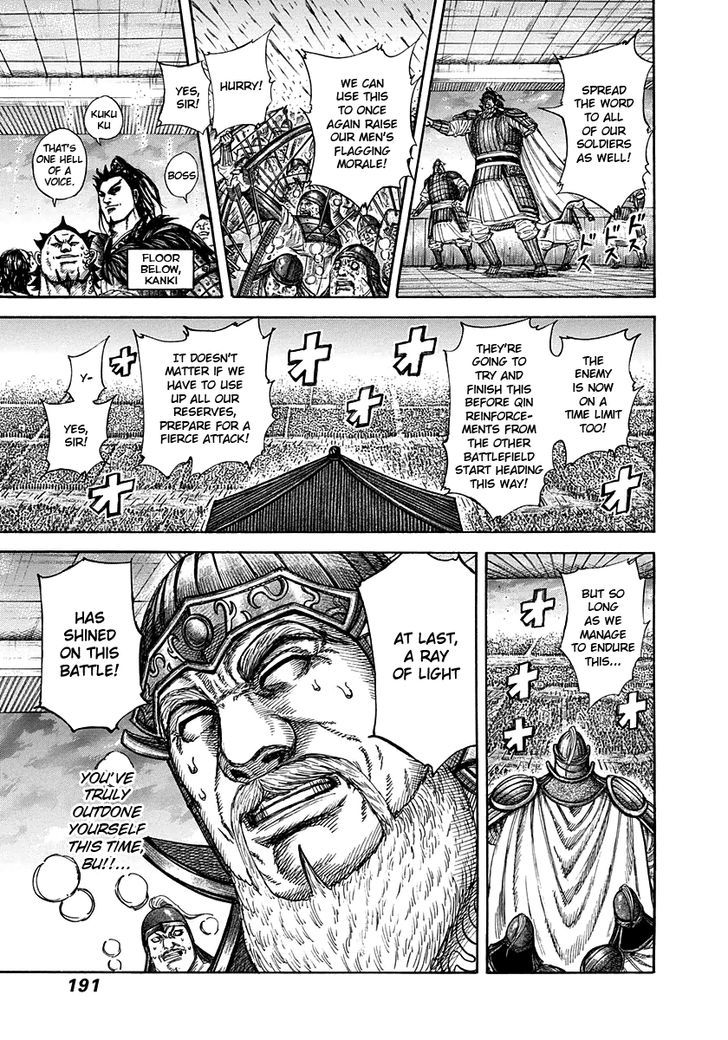 SPREAD
THE WORD
TO ALL
OF OUR
SOLDIERS
AS WELL!
ドス
ドス
WE CAN
USE THIS
TO ONCE
AGAIN RAISE
OUR MEN'S
FLAGGING
MORALE!
HURRY!
YES,
SIR!
BOSS
KUKU
KU
THAT'S
ONE HELL
OF A
VOICE.
FLOOR
BELOW,
KANKI
THE
ENEMY
IS NOW
ON A
TIME LIMIT
TOO!
THEY'RE
GOING
TO TRY
AND
FINISH THIS
BEFORE QIN
REINFORCE-
MENTS FROM
THE OTHER
BATTLEFIELD
START HEADING
THIS WAY!
オ
オ
オ
オ
オ
IT DOESN'T
MATTER IF WE
HAVE TO USE
UP ALL OUR
RESERVES,
PREPARE FOR A
FIERCE ATTACK!
Y-
YES,
SIR!
BUT SO
LONG
AS WE
MANAGE
TO ENDURE
THIS...
オ
オ
オ
オ
オ
AT LAST,
A RAY
OF LIGHT
HAS
SHINED
ON THIS
BATTLE!
YOU'VE
TRULY
OUTDONE
YOURSELF
THIS TIME,
BU!!...
191